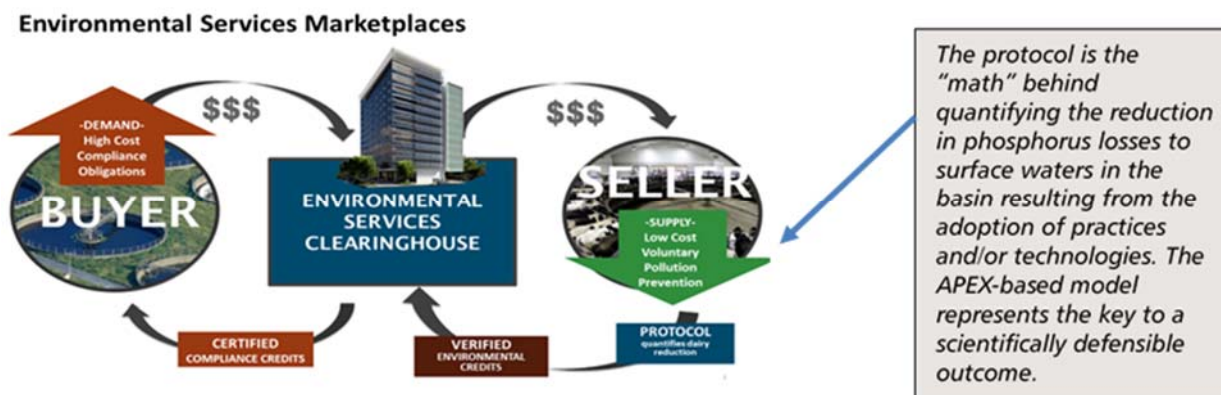 Environmental Services Marketplaces
-DEMAND-
High Cost
Compliance
Obligations
BUYER
$$$
ENVIRONMENTAL
SERVICES
CLEARINGHOUSE
$$$
SELLER
-SUPPLY-
Low Cost
Voluntary
Pollution
Prevention
CERTIFIED
COMPLIANCE CREDITS
VERIFIED
ENVIRONMENTAL
CREDITS
PROTOCOL
quantifies dairy
reduction
The protocol is the
“math” behind
quantifying the reduction
in phosphorus losses to
surface waters in the
basin resulting from the
adoption of practices
and/or technologies. The
APEX-based model
represents the key to a
scientifically defensible
outcome.